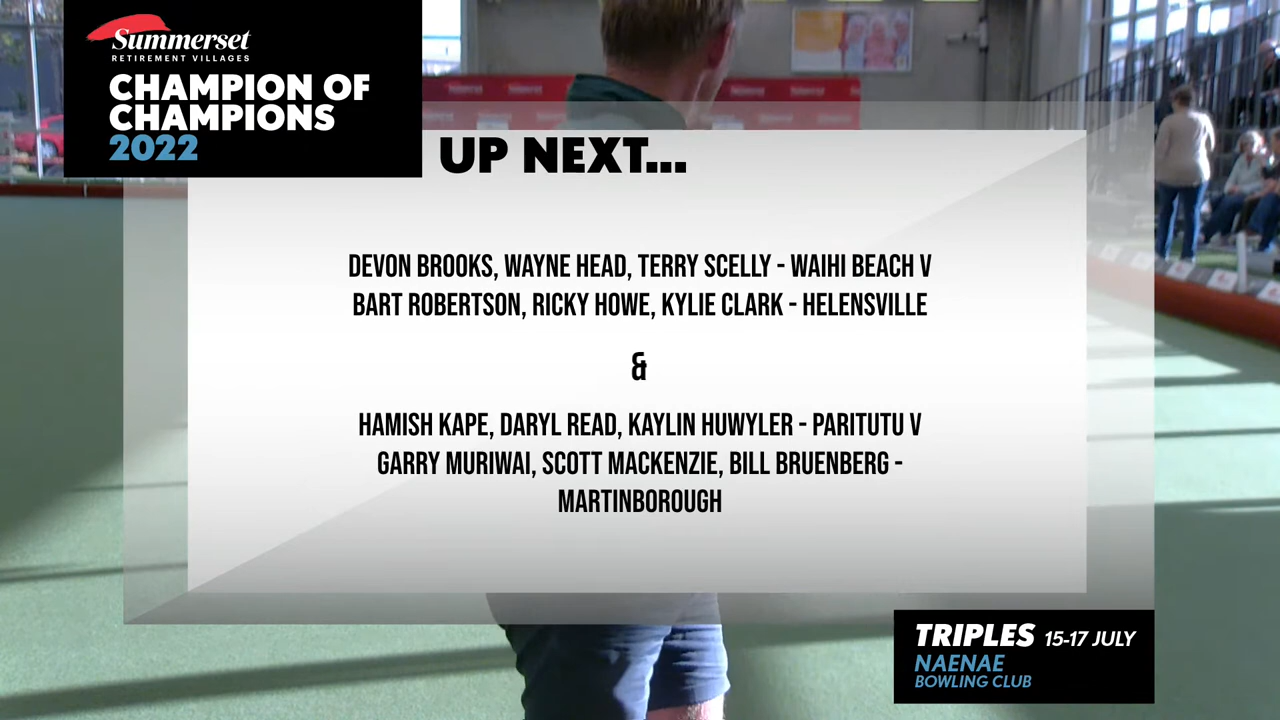 Summerset
RETIREMENT VILLAGES
CHAMPION OF
CHAMPIONS
2022
UP NEXT...
DEVON BROOKS, WAYNE HEAD, TERRY SCELLY - WAIHI BEACH V
BART ROBERTSON, RICKY HOWE, KYLIE CLARK - HELENSVILLE
&
HAMISH KAPE, DARYL READ, KAYLIN HUWYLER - PARITUTU V
GARRY MURIWAI, SCOTT MACKENZIE, BILL BRUENBERG -
MARTINBOROUGH
TRIPLES 15-17 JULY
NAENAE
BOWLING CLUB